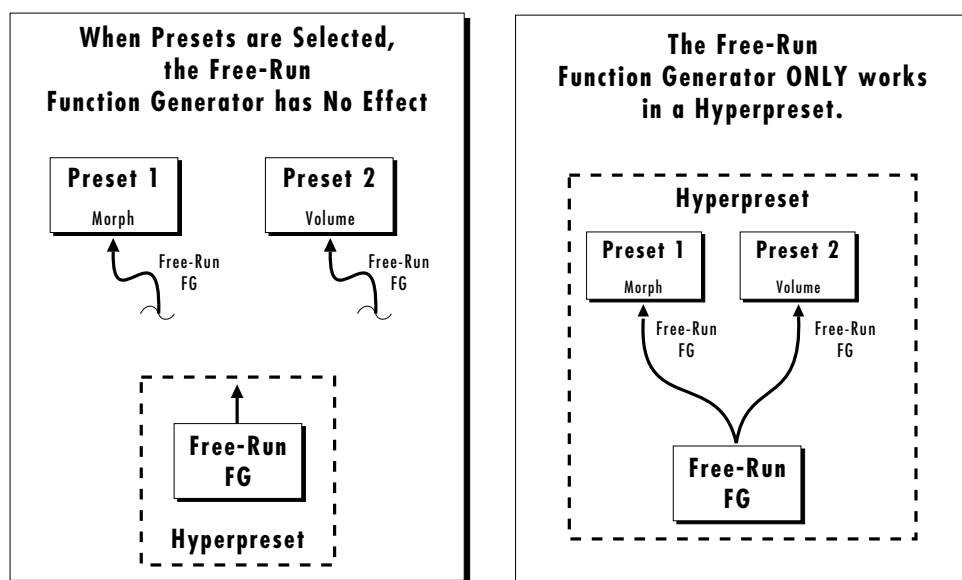 When Presets are Selected,
the Free-Run
Function Generator has No Effect
Preset 1
Morph
Free-Run
FG
Preset 2
Volume
Free-Run
FG
Free-Run
FG
Hyperpreset
The Free-Run
Function Generator ONLY works
in a Hyperpreset.
Hyperpreset
Preset 1
Morph
Free-Run
FG
Preset 2
Volume
Free-Run
FG
Free-Run
FG